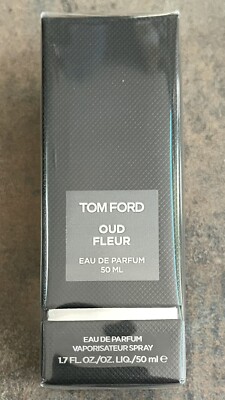 TOM FORD
OUD
FLEUR
EAU DE PARFUM
50 ML
EAU DE PARFUM
VAPORISATEUR SPRAY
1.7 FL.OZ./OZ. LIQ./50 ml ℮